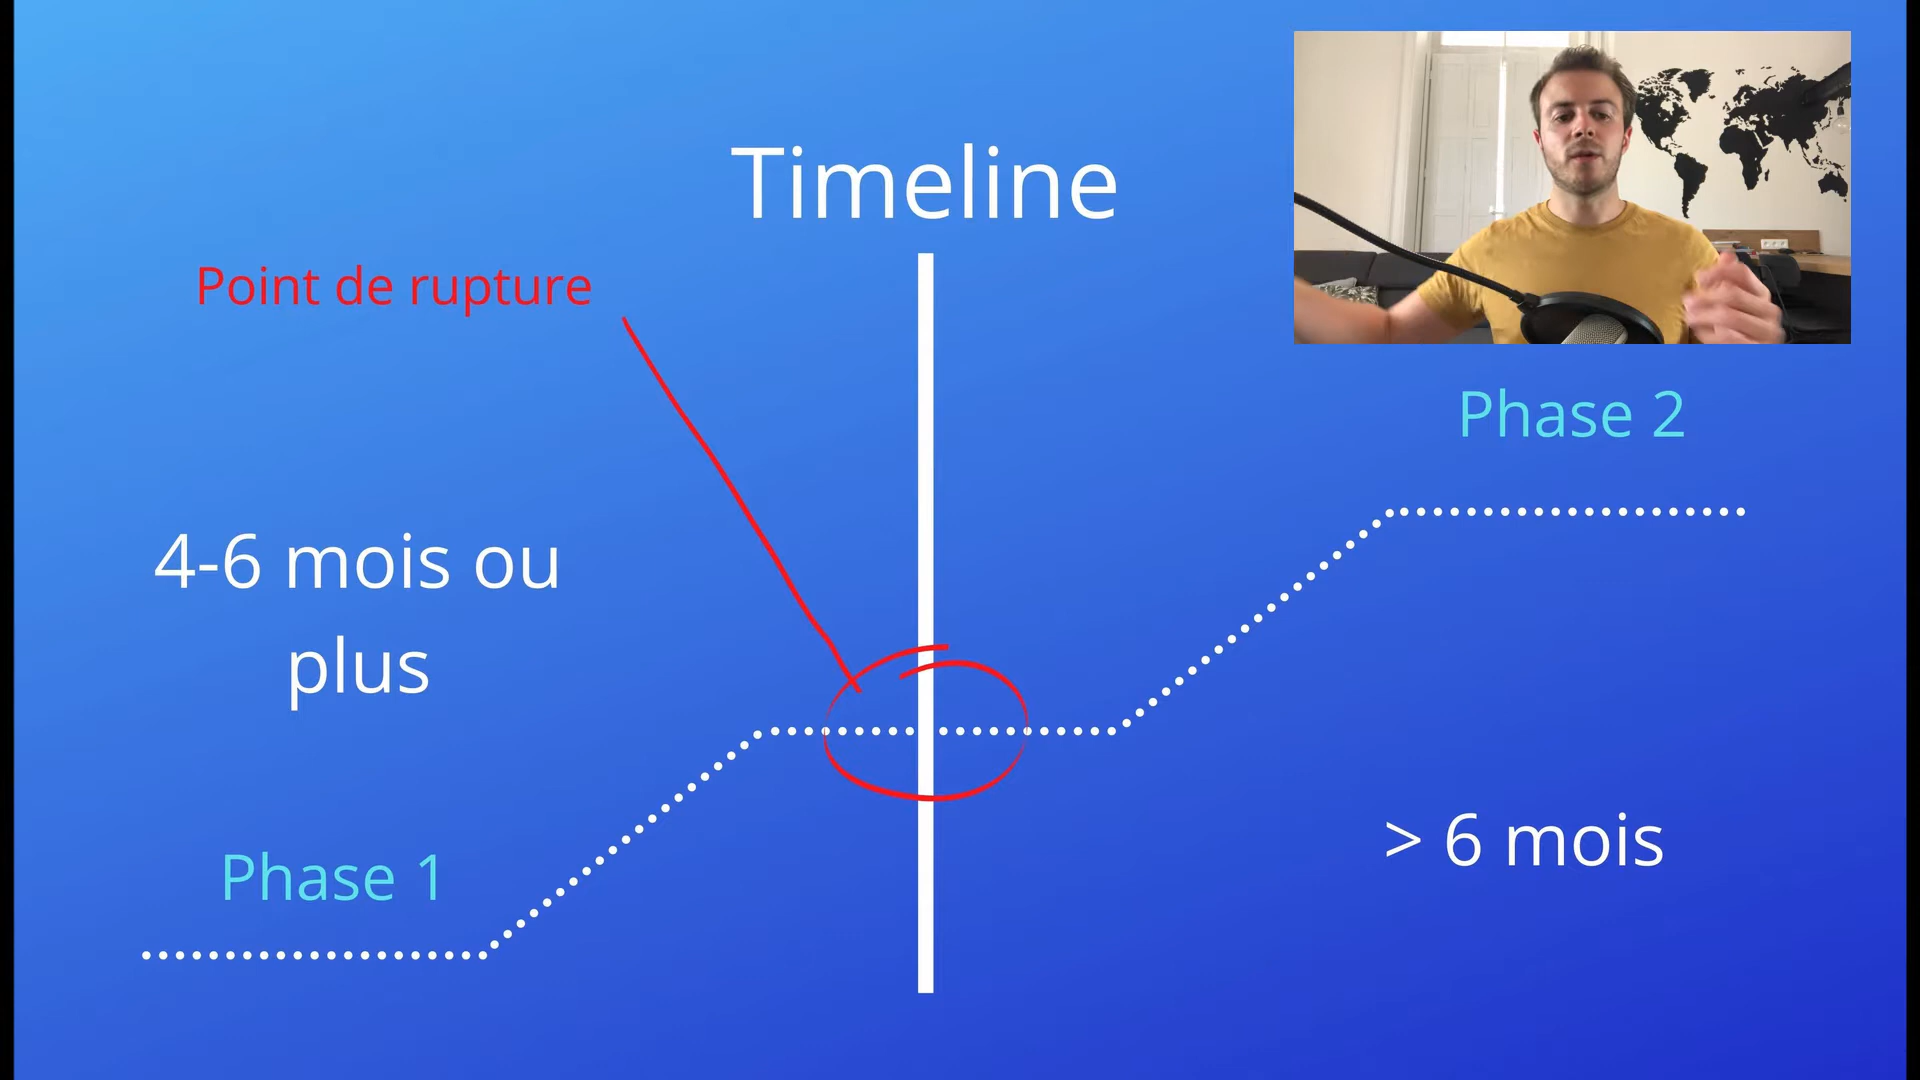 Timeline
Point de rupture
Phase 2
4-6 mois ou
plus
> 6 mois
Phase 1